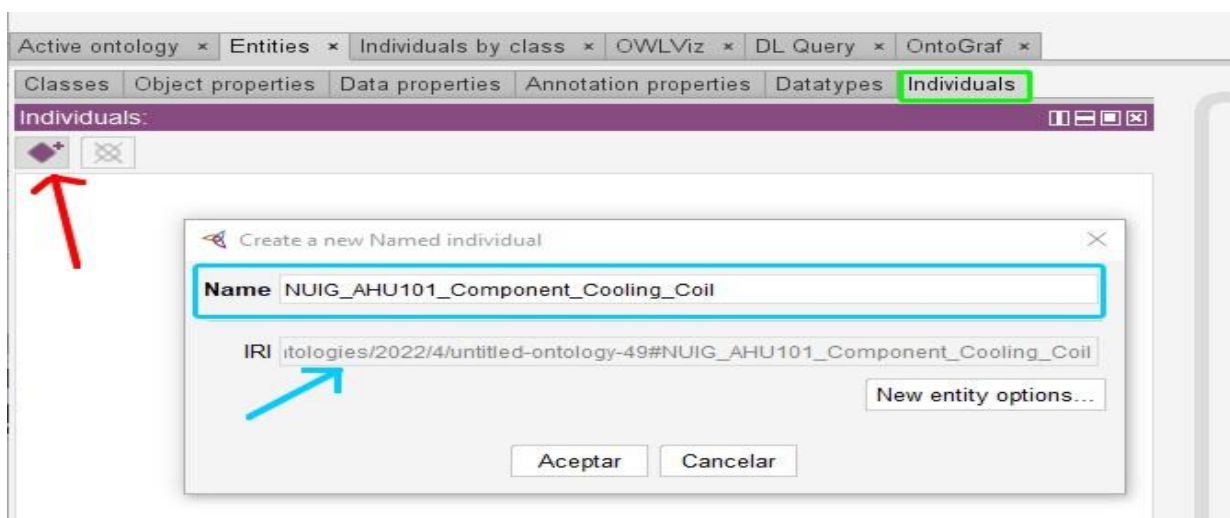 Active ontology × Entities × Individuals by class × OWLViz × DL Query × OntoGraf ×
Classes Object properties Data properties Annotation properties Datatypes Individuals
Individuals:
Create a new Named individual
Name NUIG_AHU101_Component_Cooling_Coil
IRI itologies/2022/4/untitled-ontology-49#NUIG_AHU101_Component_Cooling_Coil
New entity options...
Aceptar Cancelar